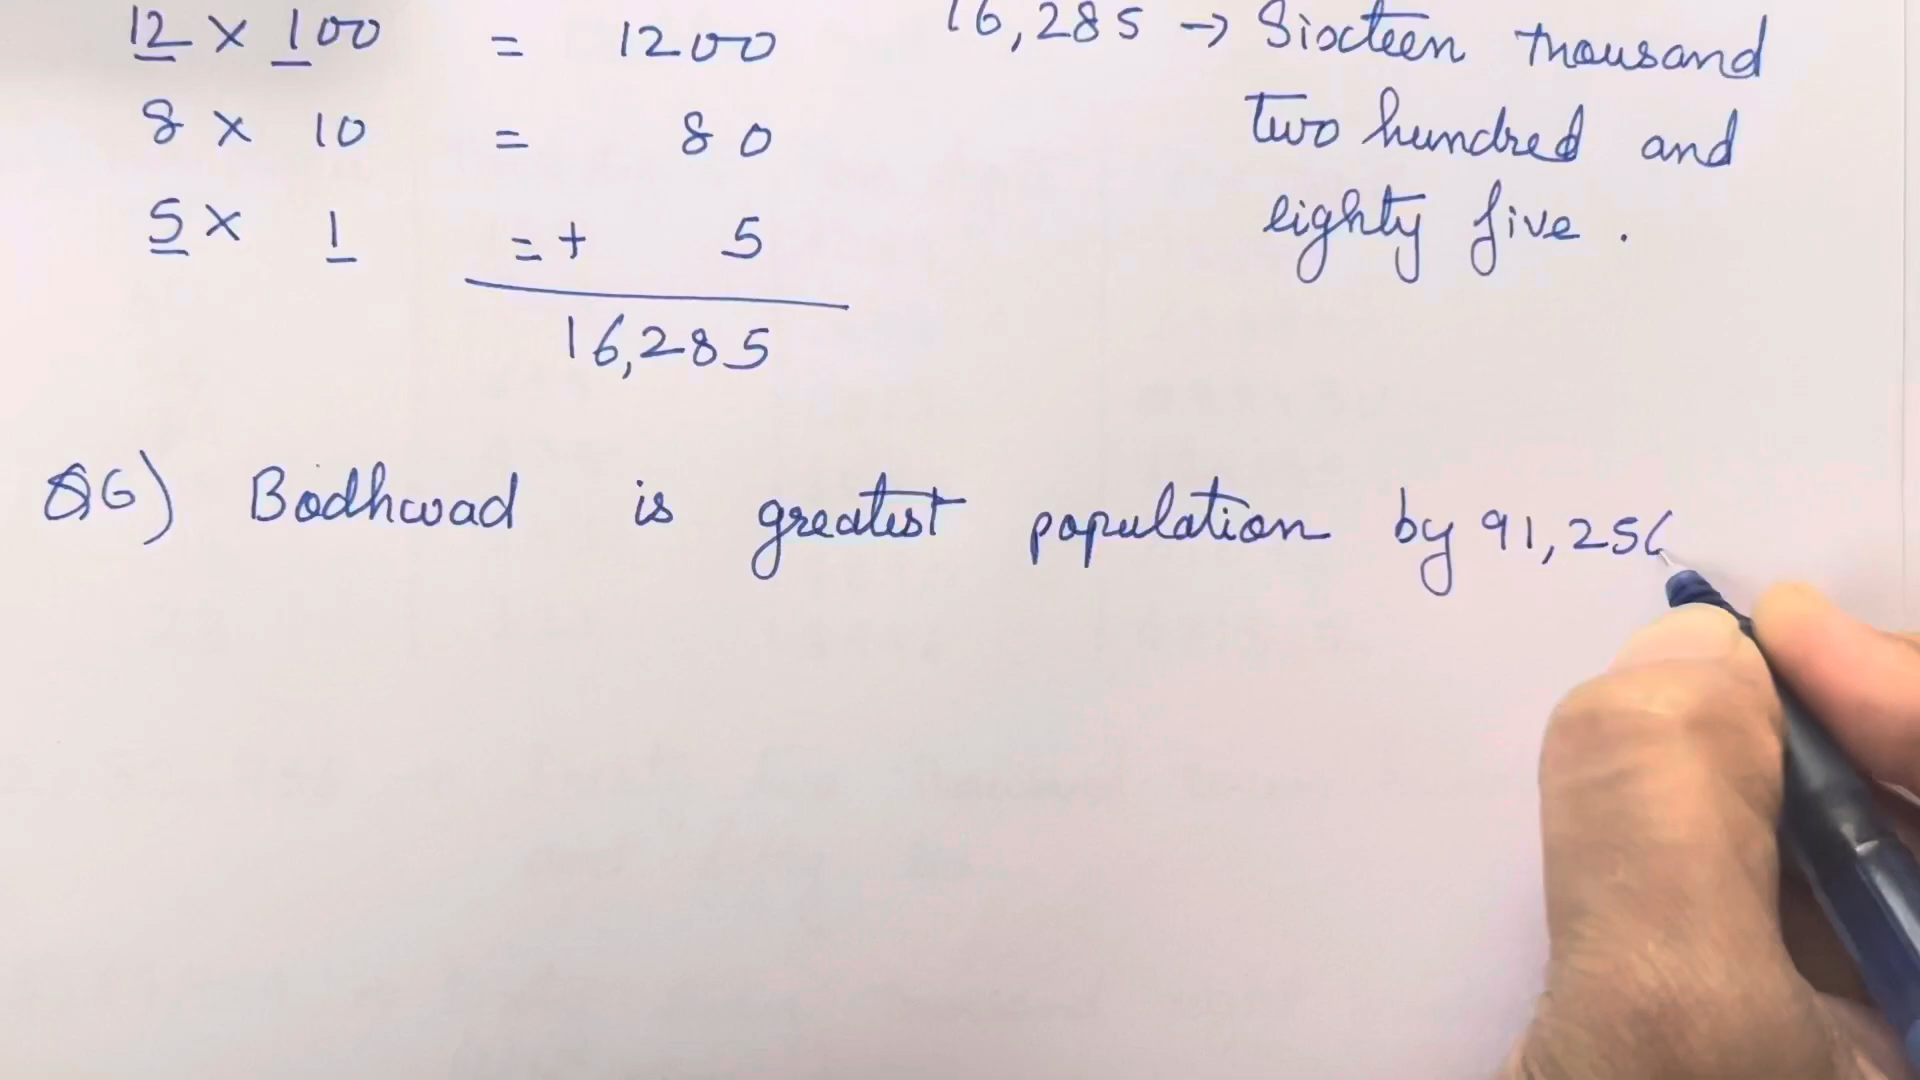 12 × 100 = 1200
8 × 10 = 80
5 × 1 = + 5
16,285
16,285 → Sixteen thousand
two hundred and
eighty five.
Q6) Bodhwad is greatest population by 91,256